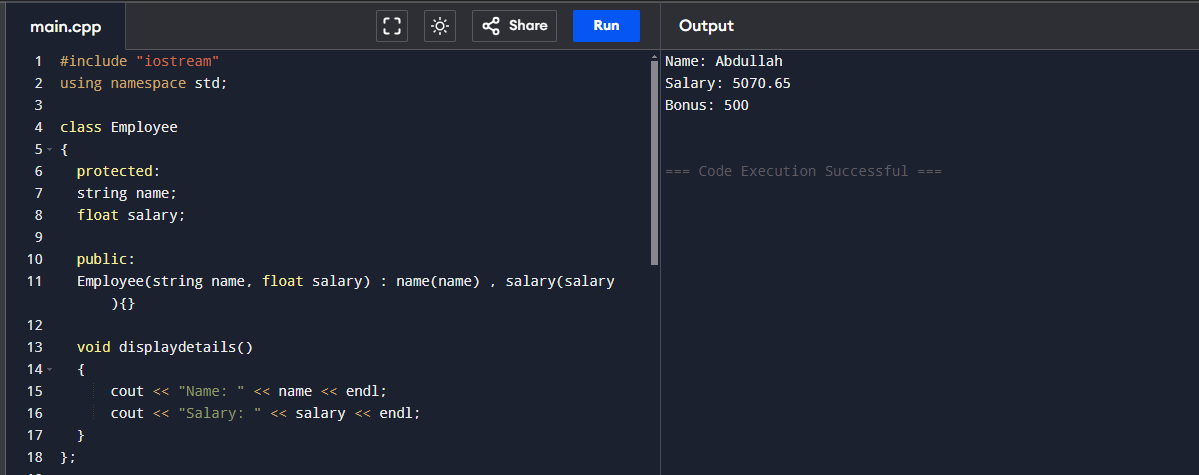 main.cpp Share Run Output
1 #include "iostream"
2 using namespace std;
3
4 class Employee
5 {
6 protected:
7 string name;
8 float salary;
9
10 public:
11 Employee(string name, float salary) : name(name) , salary(salary
){}
12
13 void displaydetails()
14 {
15 cout << "Name: " << name << endl;
16 cout << "Salary: " << salary << endl;
17 }
18 };
Name: Abdullah
Salary: 5070.65
Bonus: 500
=== Code Execution Successful ===